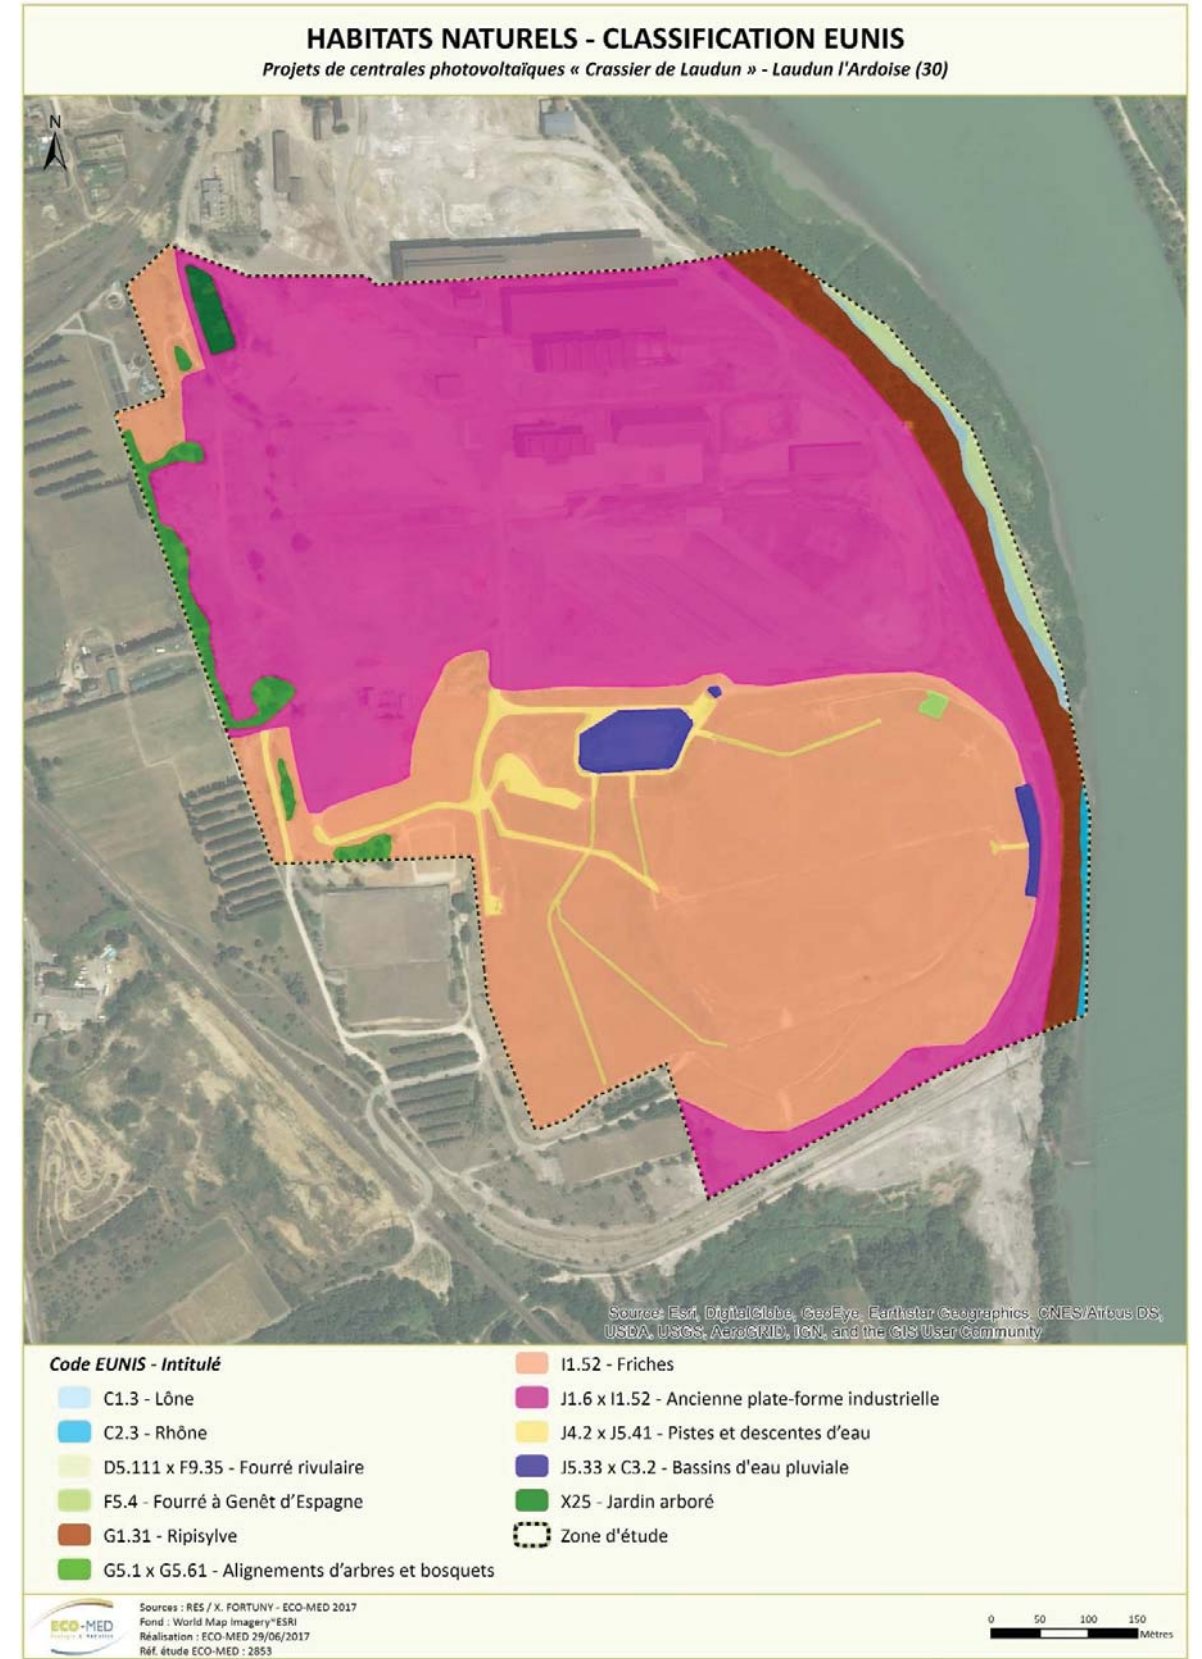 HABITATS NATURELS - CLASSIFICATION EUNIS
Projets de centrales photovoltaïques « Crassier de Laudun » - Laudun l'Ardoise (30)
N
Source: Esri, DigitalGlobe, GeoEye, Earthstar Geographics, CNES/Airbus DS,
USDA, USGS, AeroGRID, IGN, and the GIS User Community
Code EUNIS - Intitulé
C1.3 - Lône
C2.3 - Rhône
D5.111 x F9.35 - Fourré rivulaire
F5.4 - Fourré à Genêt d’Espagne
G1.31 - Ripisylve
G5.1 x G5.61 - Alignements d’arbres et bosquets
I1.52 - Friches
J1.6 x I1.52 - Ancienne plate-forme industrielle
J4.2 x J5.41 - Pistes et descentes d’eau
J5.33 x C3.2 - Bassins d'eau pluviale
X25 - Jardin arboré
Zone d'étude
ECO-MED
Sources : RES / X. FORTUNY - ECO-MED 2017
Fond : World Map Imagery"ESRI
Réalisation : ECO-MED 29/06/2017
Réf. étude ECO-MED : 2853
0 50 100 150
Mètres